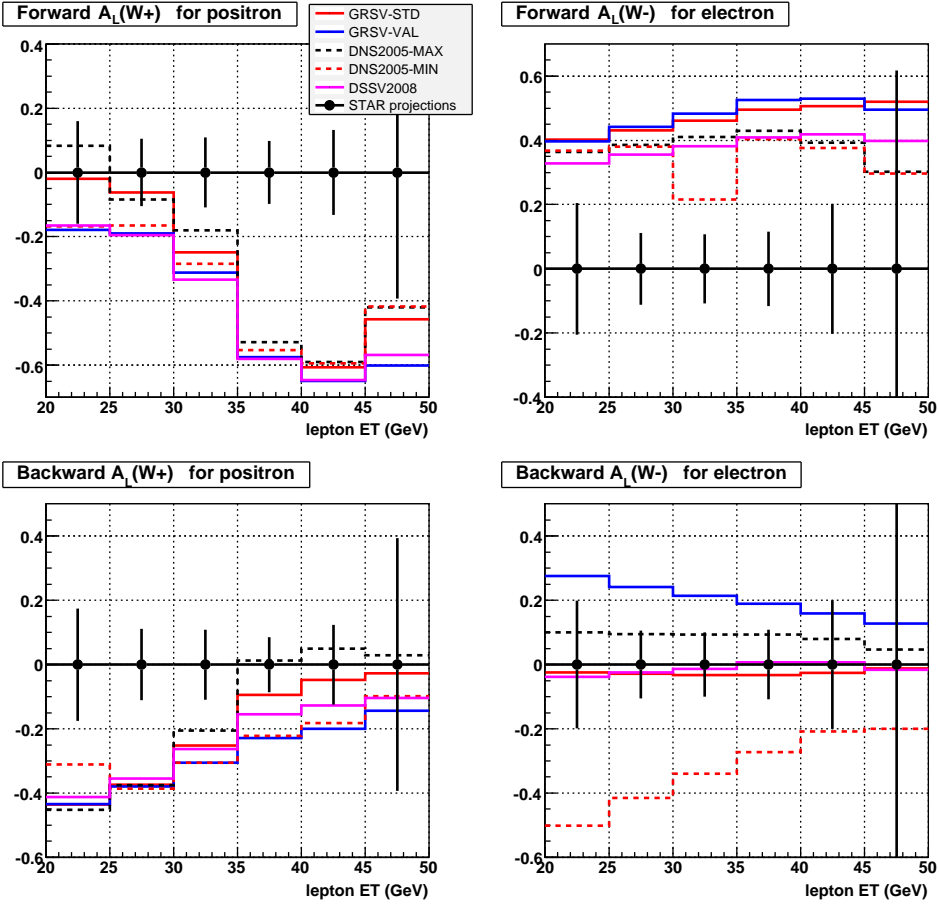 Forward A_L(W+) for positron
GRSV-STD
GRSV-VAL
DNS2005-MAX
DNS2005-MIN
DSSV2008
STAR projections
0.4
0.2
0
-0.2
-0.4
-0.6
20 25 30 35 40 45 50
lepton ET (GeV)
Forward A_L(W-) for electron
0.6
0.4
0.2
0
-0.2
-0.4
20 25 30 35 40 45 50
lepton ET (GeV)
Backward A_L(W+) for positron
0.4
0.2
0
-0.2
-0.4
-0.6
20 25 30 35 40 45 50
lepton ET (GeV)
Backward A_L(W-) for electron
0.4
0.2
0
-0.2
-0.4
-0.6
20 25 30 35 40 45 50
lepton ET (GeV)